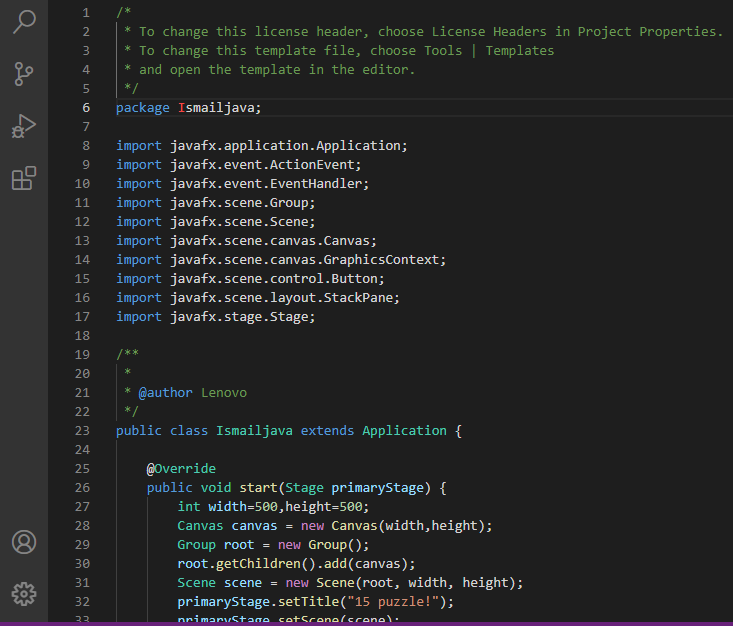 1 /*
2 * To change this license header, choose License Headers in Project Properties.
3 * To change this template file, choose Tools | Templates
4 * and open the template in the editor.
5 */
6 package Ismailjava;
7
8 import javafx.application.Application;
9 import javafx.event.ActionEvent;
10 import javafx.event.EventHandler;
11 import javafx.scene.Group;
12 import javafx.scene.Scene;
13 import javafx.scene.canvas.Canvas;
14 import javafx.scene.canvas.GraphicsContext;
15 import javafx.scene.control.Button;
16 import javafx.scene.layout.StackPane;
17 import javafx.stage.Stage;
18
19 /**
20 *
21 * @author Lenovo
22 */
23 public class Ismailjava extends Application {
24
25 @Override
26 public void start(Stage primaryStage) {
27 int width=500,height=500;
28 Canvas canvas = new Canvas(width,height);
29 Group root = new Group();
30 root.getChildren().add(canvas);
31 Scene scene = new Scene(root, width, height);
32 primaryStage.setTitle("15 puzzle!");
33 primaryStage.setScene(scene);